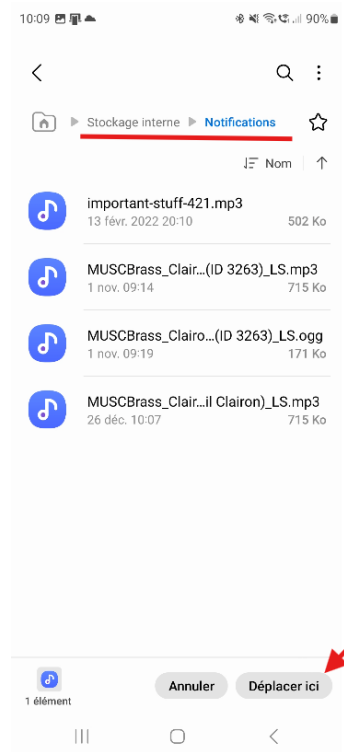 10:09 90%
Stockage interne Notifications
Nom
important-stuff-421.mp3
13 févr. 2022 20:10 502 Ko
MUSCBrass_Clair...(ID 3263)_LS.mp3
1 nov. 09:14 715 Ko
MUSCBrass_Clairo...(ID 3263)_LS.ogg
1 nov. 09:19 171 Ko
MUSCBrass_Clair...il Clairon)_LS.mp3
26 déc. 10:07 715 Ko
1 élément Annuler Déplacer ici